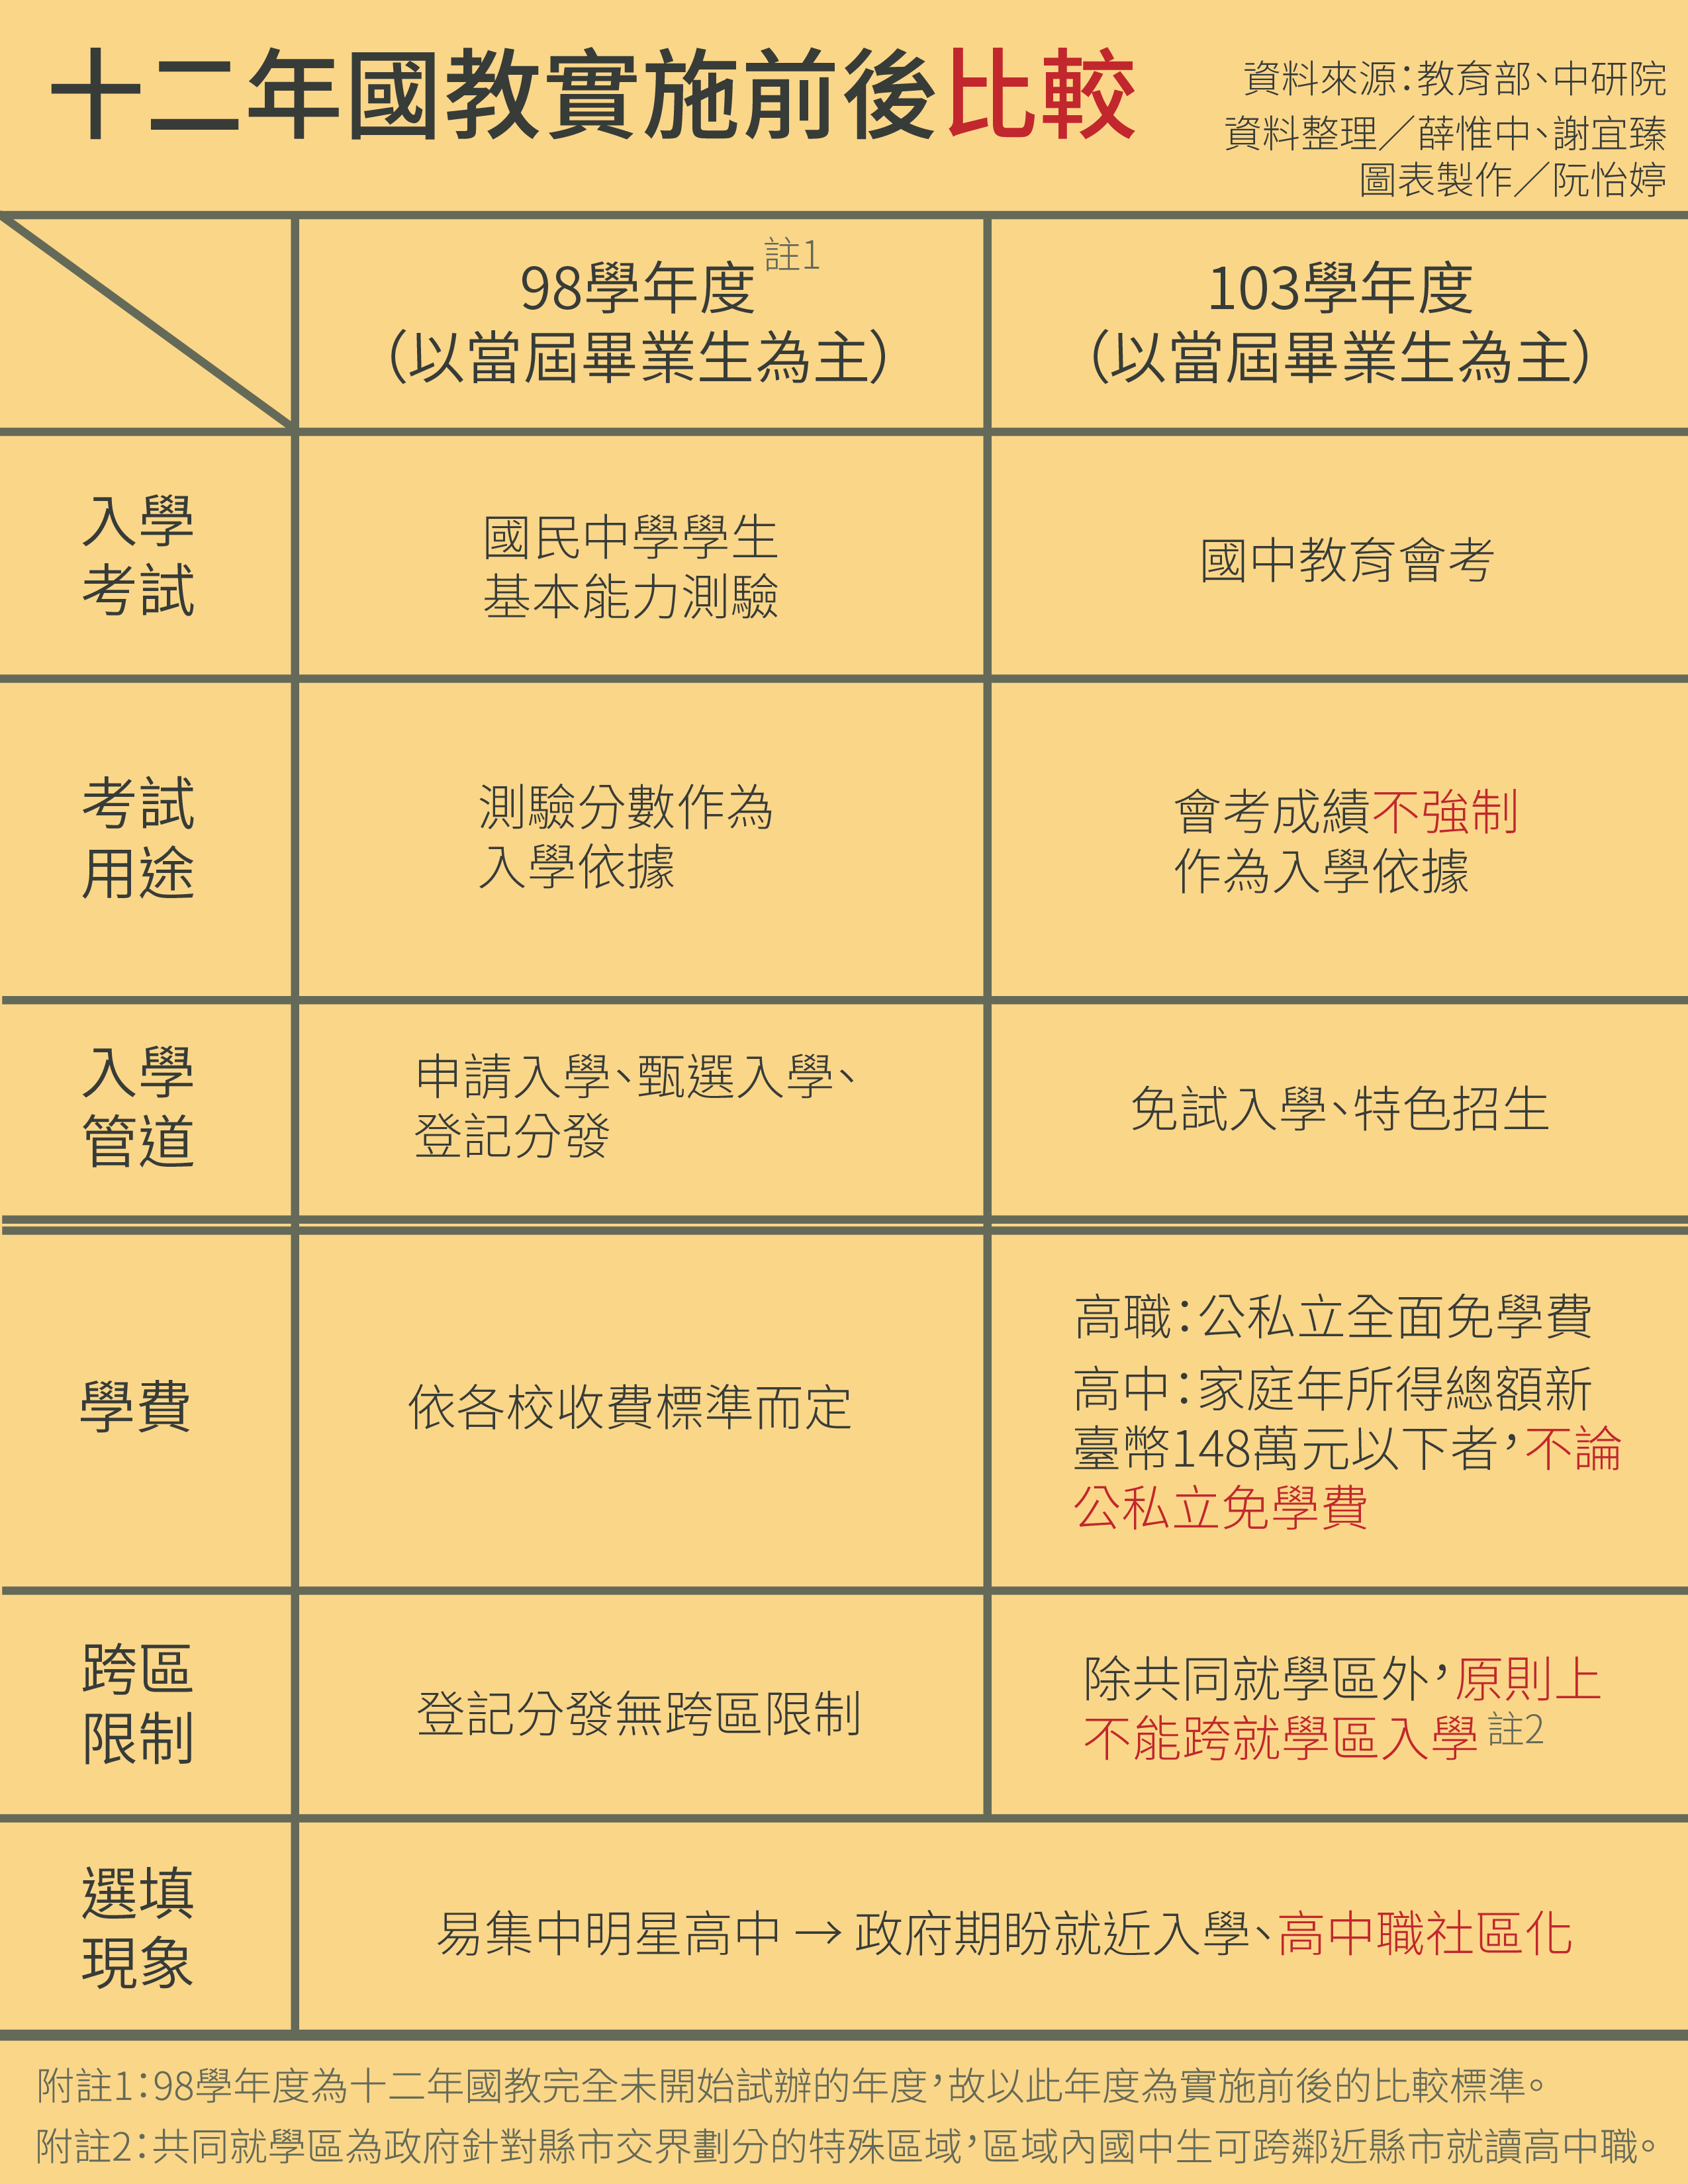 十二年國教實施前後比較
資料來源：教育部、中研院
資料整理／薛惟中、謝宜臻
圖表製作／阮怡婷
98學年度 註1
（以當屆畢業生為主）
103學年度
（以當屆畢業生為主）
入學
考試
國民中學學生
基本能力測驗
國中教育會考
考試
用途
測驗分數作為
入學依據
會考成績不強制
作為入學依據
入學
管道
申請入學、甄選入學、
登記分發
免試入學、特色招生
學費
依各校收費標準而定
高職：公私立全面免學費
高中：家庭年所得總額新
臺幣148萬元以下者，不論
公私立免學費
跨區
限制
登記分發無跨區限制
除共同就學區外，原則上
不能跨就學區入學 註2
選填
現象
易集中明星高中 → 政府期盼就近入學、高中職社區化
附註1：98學年度為十二年國教完全未開始試辦的年度，故以此年度為實施前後的比較標準。
附註2：共同就學區為政府針對縣市交界劃分的特殊區域，區域內國中生可跨鄰近縣市就讀高中職。